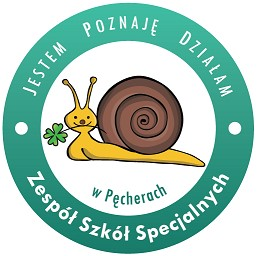 JESTEM POZNAJĘ DZIAŁAM
w Pęcherach
Zespół Szkół Specjalnych